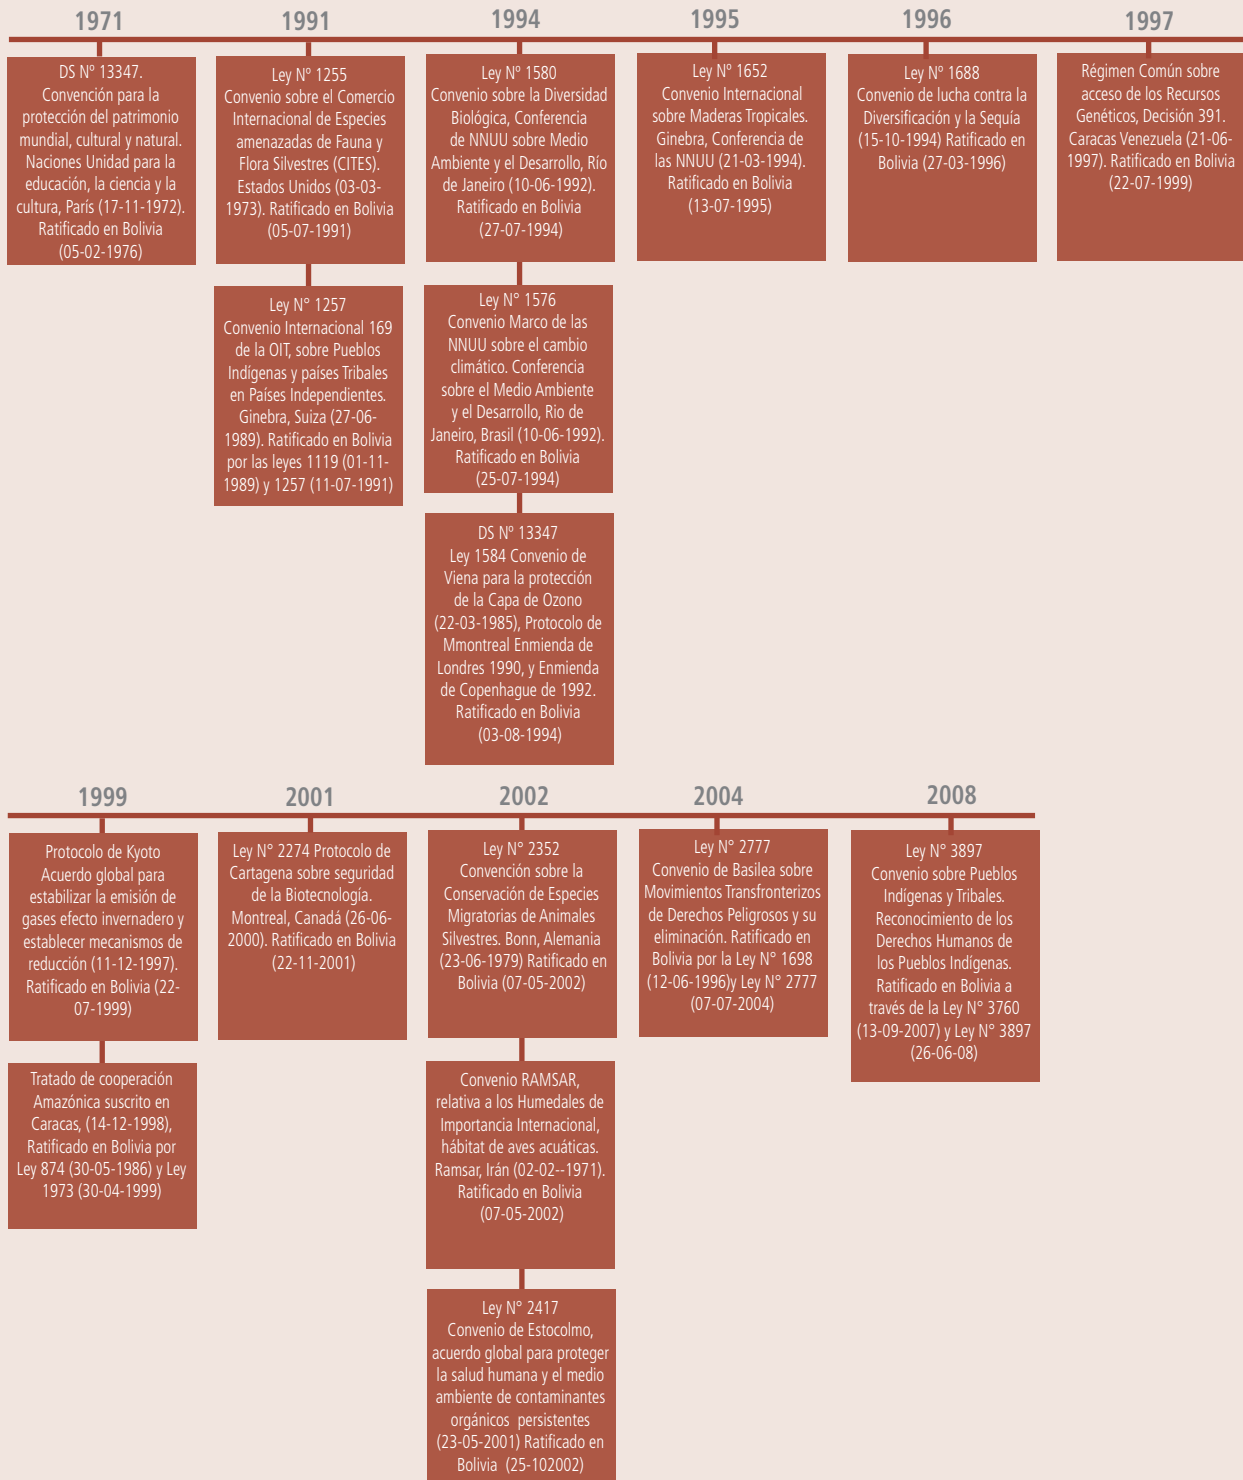 1971
DS Nº 13347.
Convención para la
protección del patrimonio
mundial, cultural y natural.
Naciones Unidad para la
educación, la ciencia y la
cultura, París (17-11-1972).
Ratificado en Bolivia
(05-02-1976)
1991
Ley Nº 1255
Convenio sobre el Comercio
Internacional de Especies
amenazadas de Fauna y
Flora Silvestres (CITES).
Estados Unidos (03-03-
1973). Ratificado en Bolivia
(05-07-1991)
Ley N° 1257
Convenio Internacional 169
de la OIT, sobre Pueblos
Indígenas y países Tribales
en Países Independientes.
Ginebra, Suiza (27-06-
1989). Ratificado en Bolivia
por las leyes 1119 (01-11-
1989) y 1257 (11-07-1991)
1994
Ley Nº 1580
Convenio sobre la Diversidad
Biológica, Conferencia
de NNUU sobre Medio
Ambiente y el Desarrollo, Río
de Janeiro (10-06-1992).
Ratificado en Bolivia
(27-07-1994)
Ley N° 1576
Convenio Marco de las
NNUU sobre el cambio
climático. Conferencia
sobre el Medio Ambiente
y el Desarrollo, Rio de
Janeiro, Brasil (10-06-1992).
Ratificado en Bolivia
(25-07-1994)
DS Nº 13347
Ley 1584 Convenio de
Viena para la protección
de la Capa de Ozono
(22-03-1985), Protocolo de
Mmontreal Enmienda de
Londres 1990, y Enmienda
de Copenhague de 1992.
Ratificado en Bolivia
(03-08-1994)
1995
Ley Nº 1652
Convenio Internacional
sobre Maderas Tropicales.
Ginebra, Conferencia de
las NNUU (21-03-1994).
Ratificado en Bolivia
(13-07-1995)
1996
Ley Nº 1688
Convenio de lucha contra la
Diversificación y la Sequía
(15-10-1994) Ratificado en
Bolivia (27-03-1996)
1997
Régimen Común sobre
acceso de los Recursos
Genéticos, Decisión 391.
Caracas Venezuela (21-06-
1997). Ratificado en Bolivia
(22-07-1999)
1999
Protocolo de Kyoto
Acuerdo global para
estabilizar la emisión de
gases efecto invernadero y
establecer mecanismos de
reducción (11-12-1997).
Ratificado en Bolivia (22-
07-1999)
Tratado de cooperación
Amazónica suscrito en
Caracas, (14-12-1998),
Ratificado en Bolivia por
Ley 874 (30-05-1986) y Ley
1973 (30-04-1999)
2001
Ley N° 2274 Protocolo de
Cartagena sobre seguridad
de la Biotecnología.
Montreal, Canadá (26-06-
2000). Ratificado en Bolivia
(22-11-2001)
2002
Ley N° 2352
Convención sobre la
Conservación de Especies
Migratorias de Animales
Silvestres. Bonn, Alemania
(23-06-1979) Ratificado en
Bolivia (07-05-2002)
Convenio RAMSAR,
relativa a los Humedales de
Importancia Internacional,
hábitat de aves acuáticas.
Ramsar, Irán (02-02--1971).
Ratificado en Bolivia
(07-05-2002)
Ley N° 2417
Convenio de Estocolmo,
acuerdo global para proteger
la salud humana y el medio
ambiente de contaminantes
orgánicos persistentes
(23-05-2001) Ratificado en
Bolivia (25-102002)
2004
Ley N° 2777
Convenio de Basilea sobre
Movimientos Transfronterizos
de Derechos Peligrosos y su
eliminación. Ratificado en
Bolivia por la Ley N° 1698
(12-06-1996)y Ley N° 2777
(07-07-2004)
2008
Ley N° 3897
Convenio sobre Pueblos
Indígenas y Tribales.
Reconocimiento de los
Derechos Humanos de
los Pueblos Indígenas.
Ratificado en Bolivia a
través de la Ley N° 3760
(13-09-2007) y Ley N° 3897
(26-06-08)